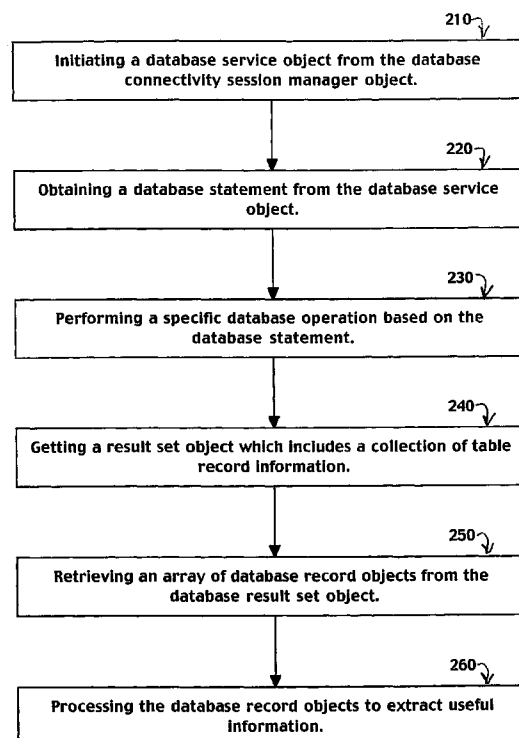 210
Initiating a database service object from the database
connectivity session manager object.
220
Obtaining a database statement from the database service
object.
230
Performing a specific database operation based on the
database statement.
240
Getting a result set object which includes a collection of table
record information.
250
Retrieving an array of database record objects from the
database result set object.
260
Processing the database record objects to extract useful
information.